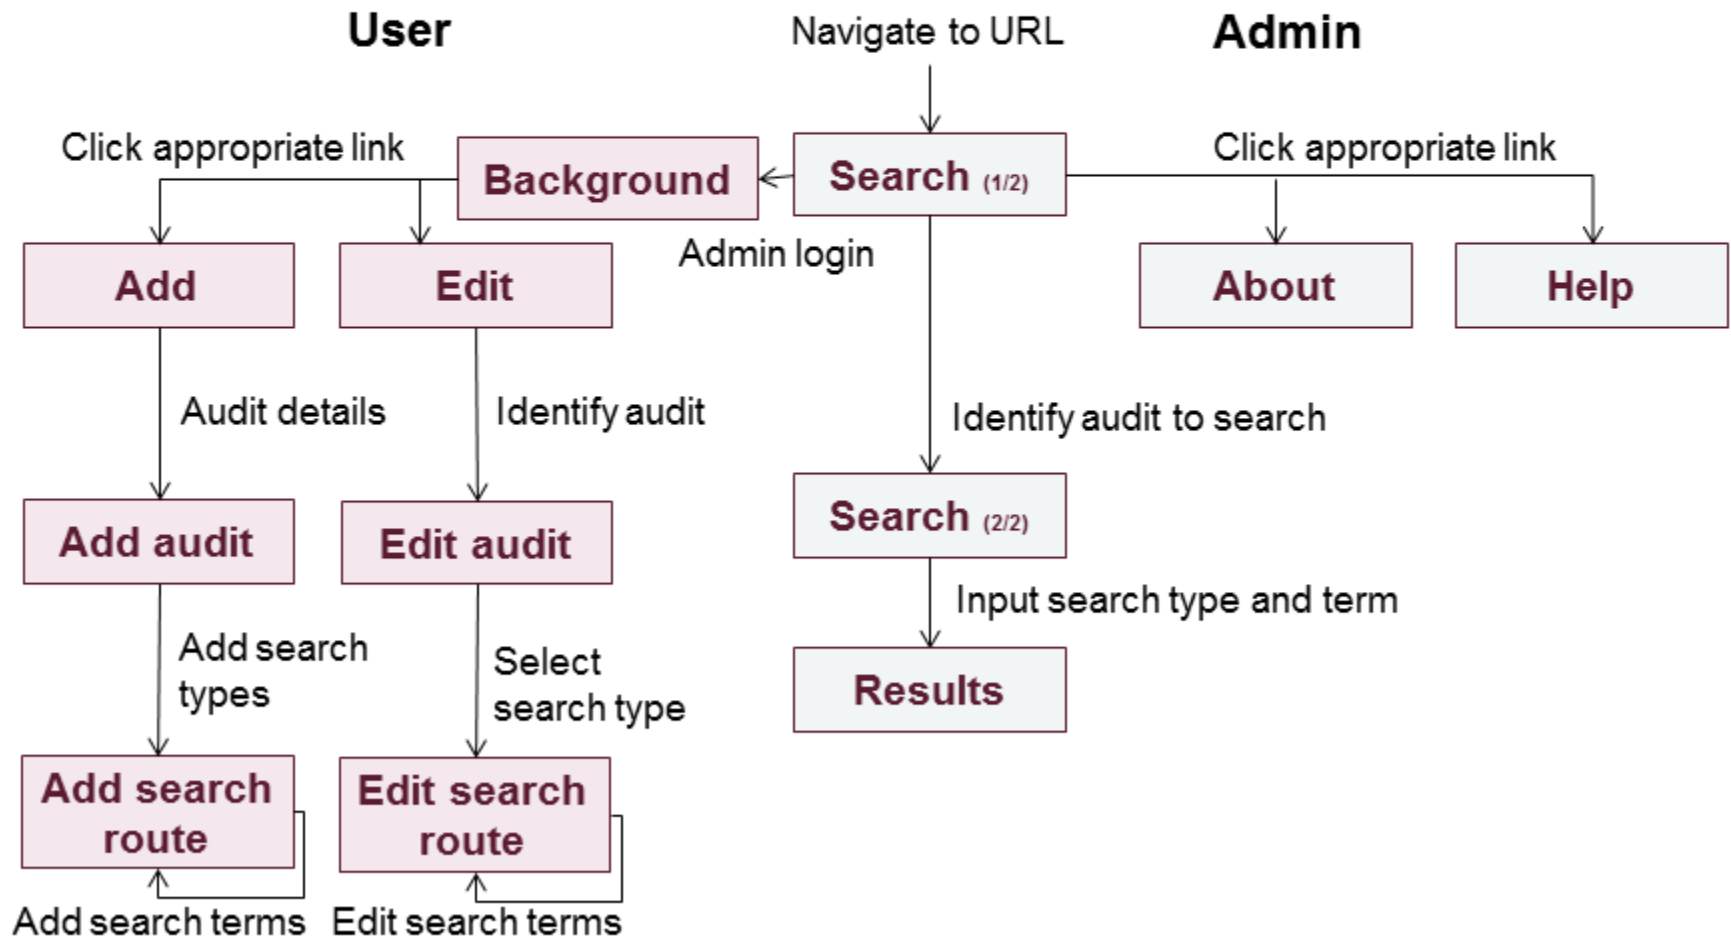 User
Navigate to URL
Admin
Click appropriate link
Background
Search (1/2)
Click appropriate link
Admin login
Add
Edit
About
Help
Audit details
Identify audit
Identify audit to search
Add audit
Edit audit
Search (2/2)
Input search type and term
Add search
types
Select
search type
Results
Add search
route
Edit search
route
Add search terms
Edit search terms